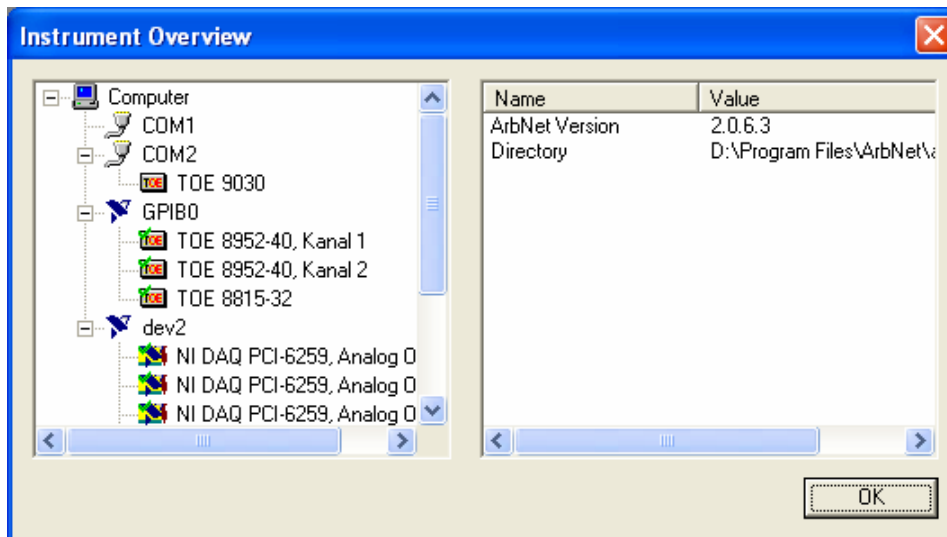 Instrument Overview
Computer
COM1
COM2
TOE 9030
GPIB0
TOE 8952-40, Kanal 1
TOE 8952-40, Kanal 2
TOE 8815-32
dev2
NI DAQ PCI-6259, Analog O
NI DAQ PCI-6259, Analog O
NI DAQ PCI-6259, Analog O
Name Value
ArbNet Version 2.0.6.3
Directory D:\Program Files\ArbNet\a
OK